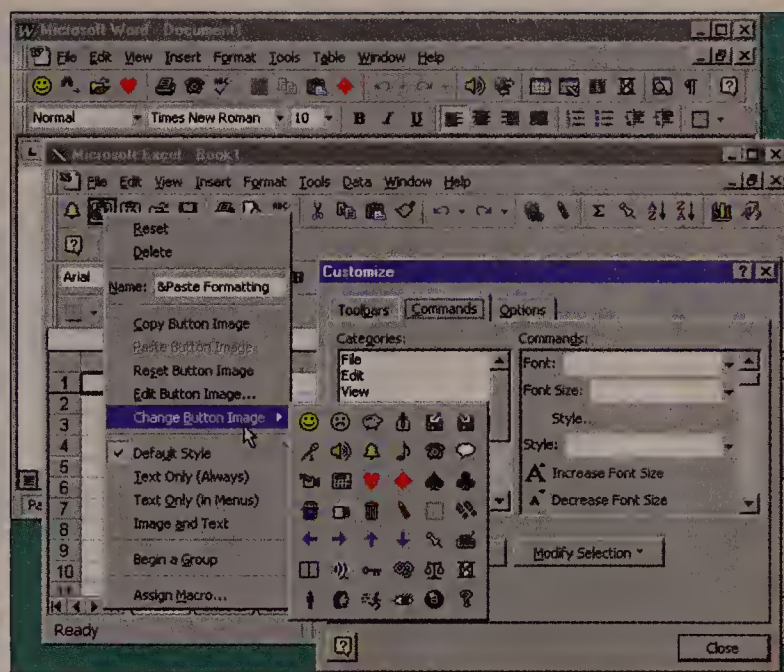 Microsoft Word - Document1
File Edit View Insert Format Tools Table Window Help
Normal Times New Roman 10 B I U
Microsoft Excel - Book1
File Edit View Insert Format Tools Data Window Help
Arial
Reset
Delete
Name: &Paste Formatting
Copy Button Image
Paste Button Image
Reset Button Image
Edit Button Image...
Change Button Image
Default Style
Text Only (Always)
Text Only (in Menus)
Image and Text
Begin a Group
Assign Macro...
1
2
3
4
5
6
7
8
9
10
Ready
Customize
Toolbars Commands Options
Categories:
File
Edit
View
Commands:
Font:
Font Size:
Style...
Style:
Increase Font Size
Decrease Font Size
Modify Selection
Close